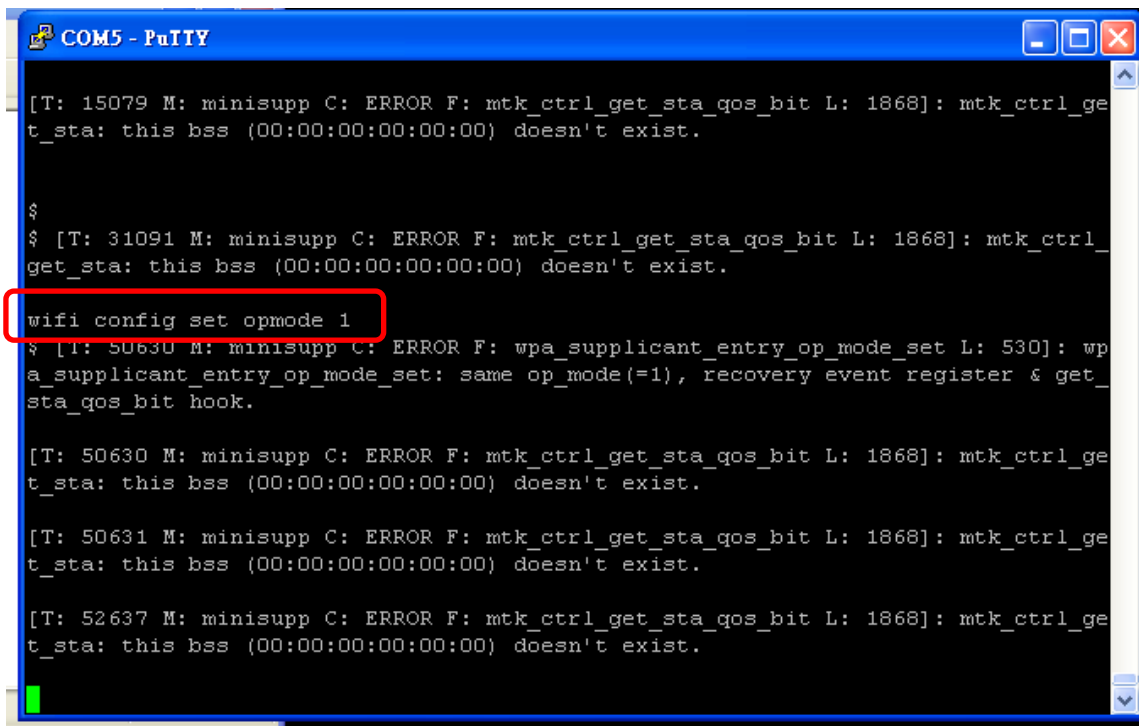 COM5 - PuTTY
[T: 15079 M: minisupp C: ERROR F: mtk_ctrl_get_sta_qos_bit L: 1868]: mtk_ctrl_ge
t_sta: this bss (00:00:00:00:00:00) doesn't exist.
$
$ [T: 31091 M: minisupp C: ERROR F: mtk_ctrl_get_sta_qos_bit L: 1868]: mtk_ctrl_
get_sta: this bss (00:00:00:00:00:00) doesn't exist.
wifi config set opmode 1
$ [T: 50630 M: minisupp C: ERROR F: wpa_supplicant_entry_op_mode_set L: 530]: wp
a_supplicant_entry_op_mode_set: same op_mode(=1), recovery event register & get_
sta_qos_bit hook.
[T: 50630 M: minisupp C: ERROR F: mtk_ctrl_get_sta_qos_bit L: 1868]: mtk_ctrl_ge
t_sta: this bss (00:00:00:00:00:00) doesn't exist.
[T: 50631 M: minisupp C: ERROR F: mtk_ctrl_get_sta_qos_bit L: 1868]: mtk_ctrl_ge
t_sta: this bss (00:00:00:00:00:00) doesn't exist.
[T: 52637 M: minisupp C: ERROR F: mtk_ctrl_get_sta_qos_bit L: 1868]: mtk_ctrl_ge
t_sta: this bss (00:00:00:00:00:00) doesn't exist.